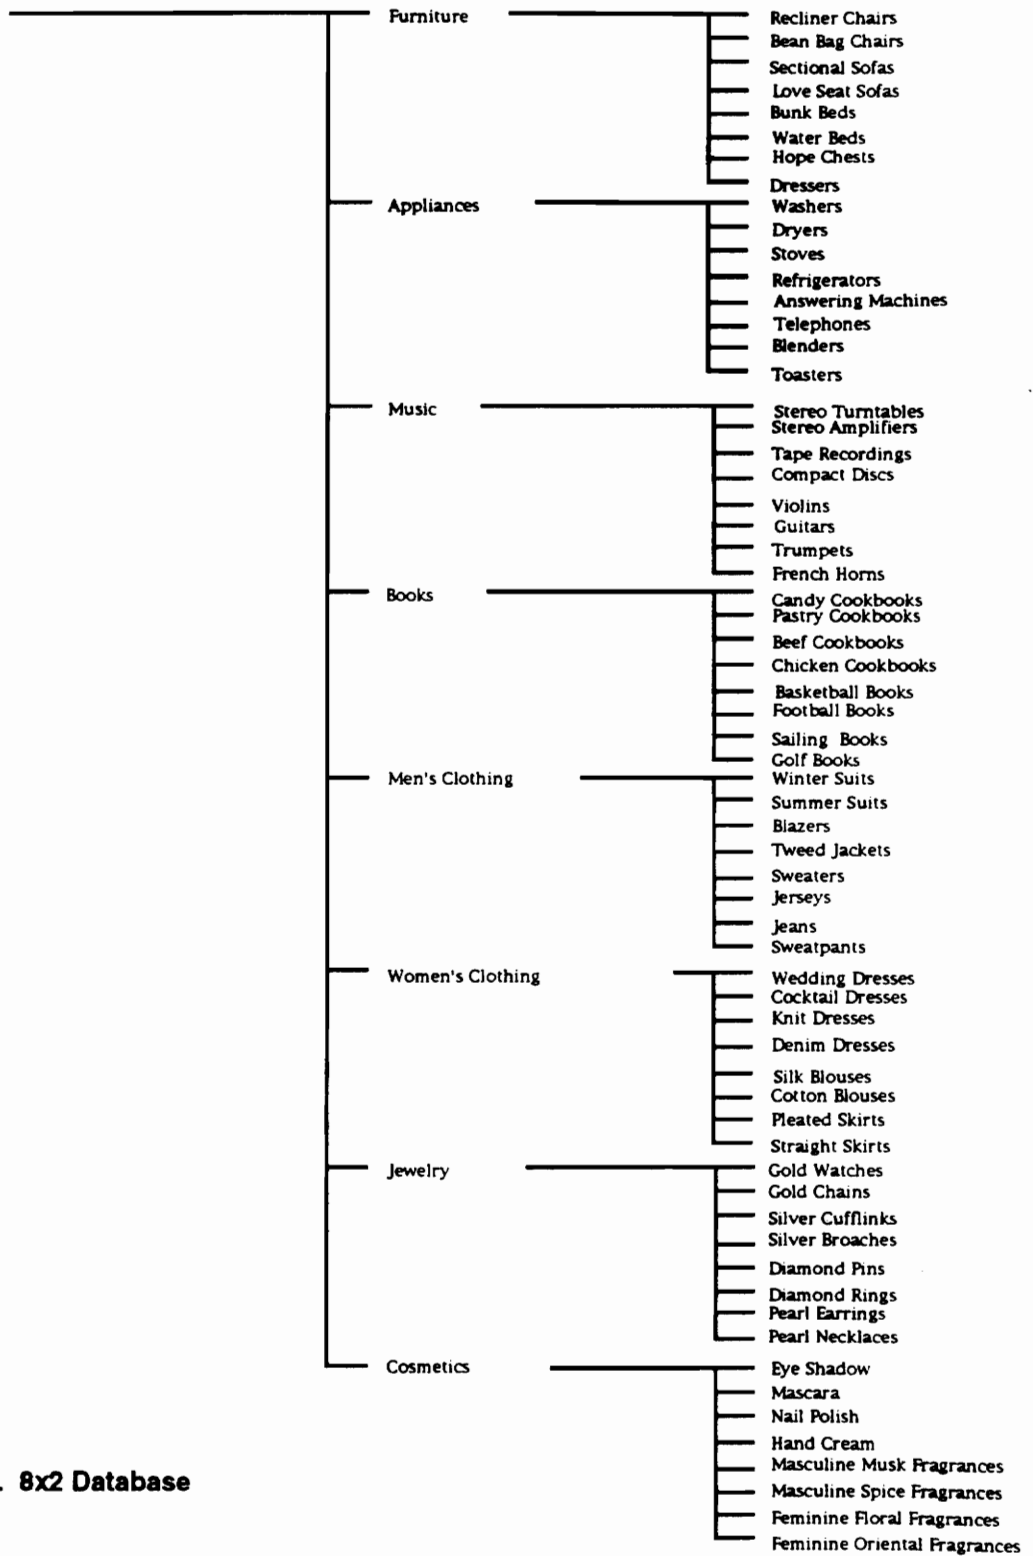 Furniture
Recliner Chairs
Bean Bag Chairs
Sectional Sofas
Love Seat Sofas
Bunk Beds
Water Beds
Hope Chests
Dressers
Appliances
Washers
Dryers
Stoves
Refrigerators
Answering Machines
Telephones
Blenders
Toasters
Music
Stereo Turntables
Stereo Amplifiers
Tape Recordings
Compact Discs
Violins
Guitars
Trumpets
French Horns
Books
Candy Cookbooks
Pastry Cookbooks
Beef Cookbooks
Chicken Cookbooks
Basketball Books
Football Books
Sailing Books
Golf Books
Men's Clothing
Winter Suits
Summer Suits
Blazers
Tweed Jackets
Sweaters
Jerseys
Jeans
Sweatpants
Women's Clothing
Wedding Dresses
Cocktail Dresses
Knit Dresses
Denim Dresses
Silk Blouses
Cotton Blouses
Pleated Skirts
Straight Skirts
Jewelry
Gold Watches
Gold Chains
Silver Cufflinks
Silver Broaches
Diamond Pins
Diamond Rings
Pearl Earrings
Pearl Necklaces
Cosmetics
Eye Shadow
Mascara
Nail Polish
Hand Cream
Masculine Musk Fragrances
Masculine Spice Fragrances
Feminine Floral Fragrances
Feminine Oriental Fragrances
. 8x2 Database